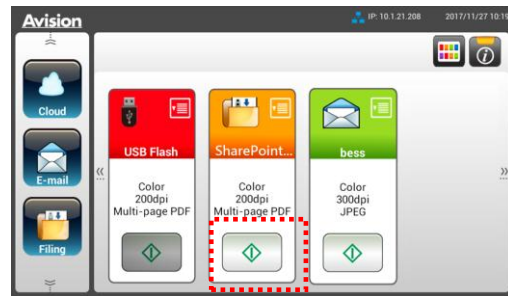 Avision
IP: 10.1.21.208 2017/11/27 10:19
Cloud
E-mail
Filing
USB Flash
Color
200dpi
Multi-page PDF
SharePoint...
Color
200dpi
Multi-page PDF
bess
Color
300dpi
JPEG